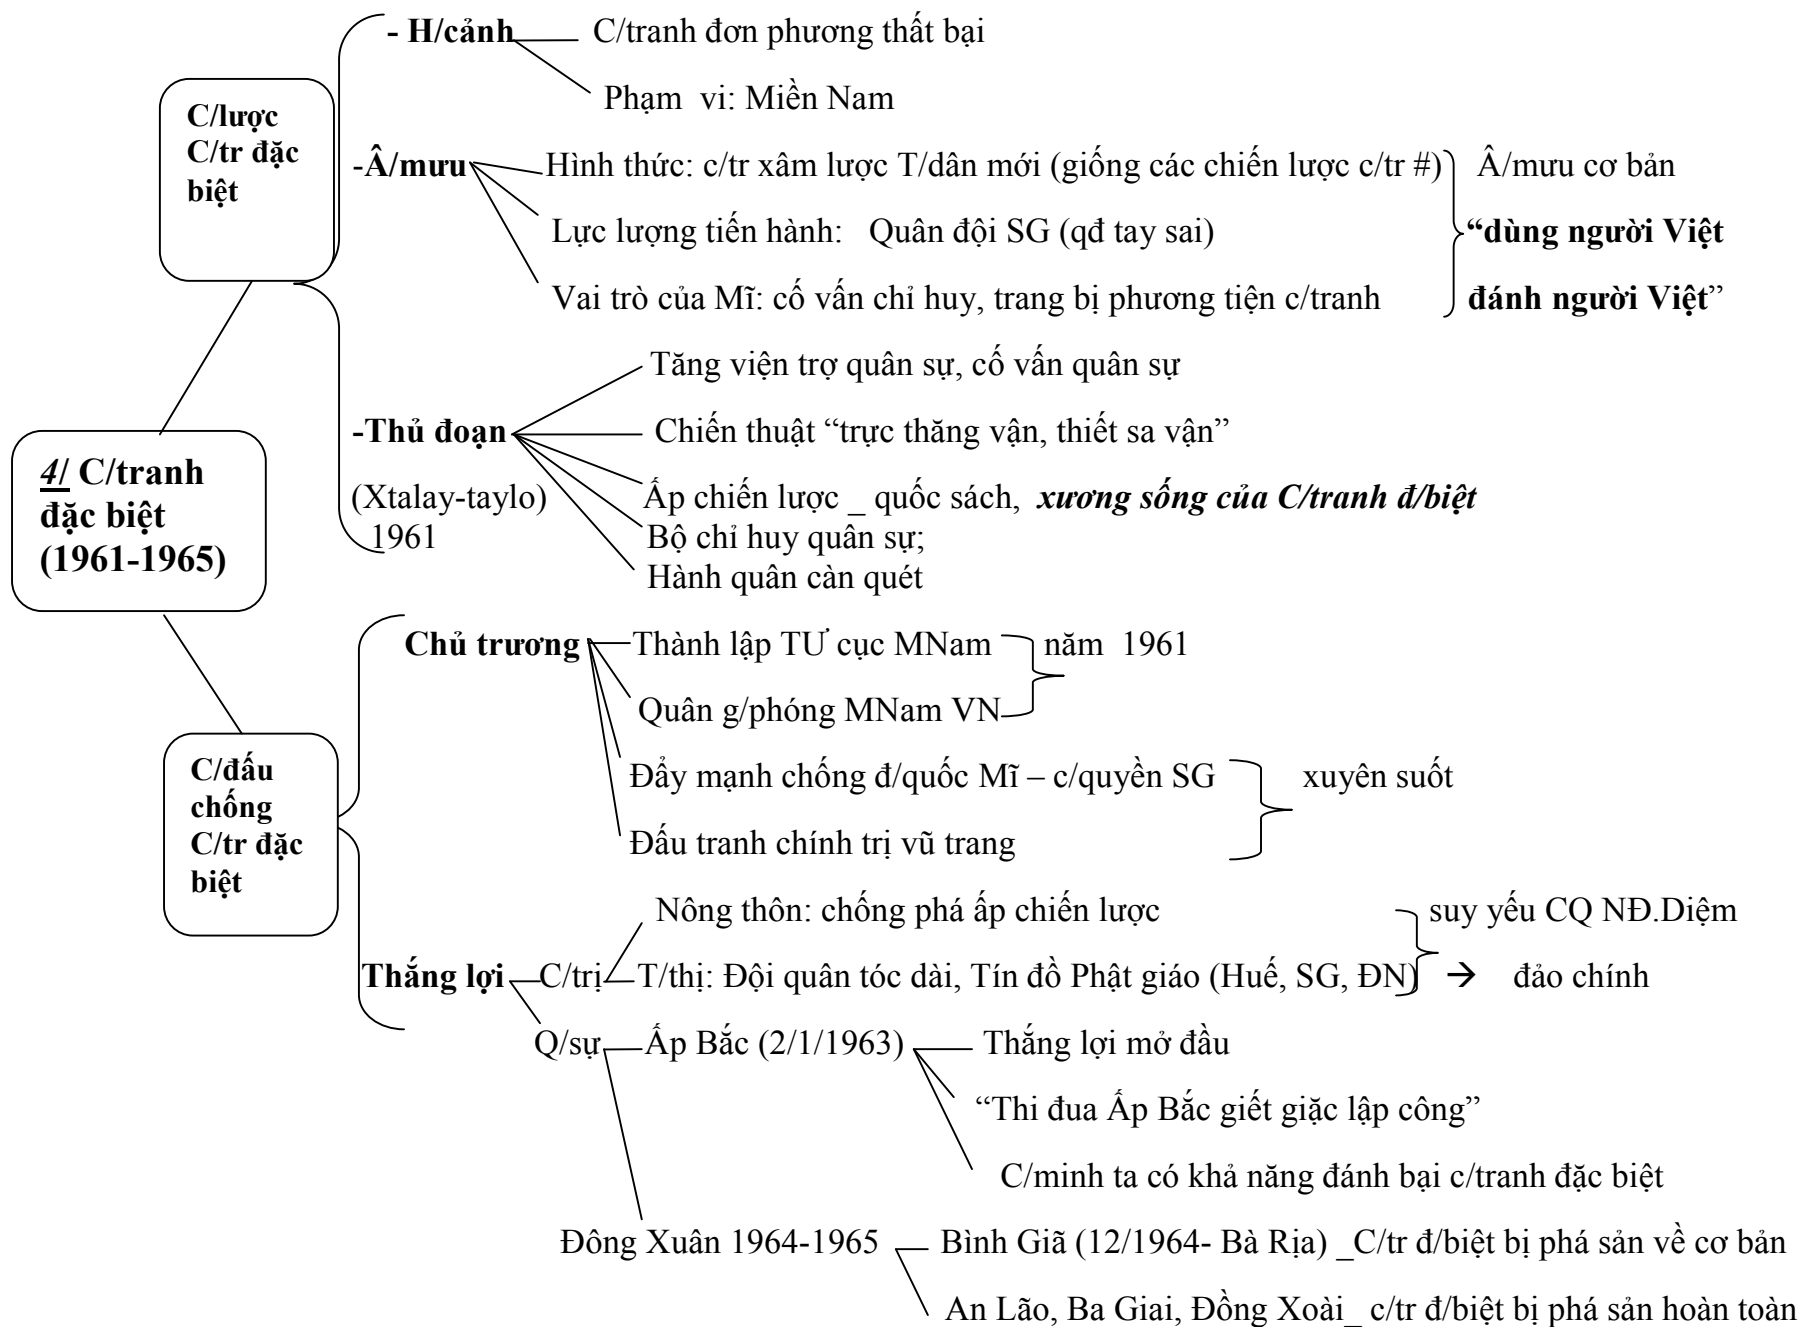 - H/cảnh C/tranh đơn phương thất bại
Phạm vi: Miền Nam
C/lược
C/tr đặc
biệt
-Â/mưu Hình thức: c/tr xâm lược T/dân mới (giống các chiến lược c/tr #) Â/mưu cơ bản
Lực lượng tiến hành: Quân đội SG (qđ tay sai) “dùng người Việt
Vai trò của Mĩ: cố vấn chỉ huy, trang bị phương tiện c/tranh đánh người Việt”
Tăng viện trợ quân sự, cố vấn quân sự
-Thủ đoạn Chiến thuật “trực thăng vận, thiết sa vận”
(Xtalay-taylo) Ấp chiến lược _ quốc sách, xương sống của C/tranh đ/biệt
1961 Bộ chỉ huy quân sự;
Hành quân càn quét
4/ C/tranh
đặc biệt
(1961-1965)
Chủ trương Thành lập TƯ cục MNam năm 1961
Quân g/phóng MNam VN
Đẩy mạnh chống đ/quốc Mĩ – c/quyền SG xuyên suốt
Đấu tranh chính trị vũ trang
C/đấu
chống
C/tr đặc
biệt
Nông thôn: chống phá ấp chiến lược suy yếu CQ NĐ.Diệm
Thắng lợi C/trị T/thị: Đội quân tóc dài, Tín đồ Phật giáo (Huế, SG, ĐN) → đảo chính
Q/sự Ấp Bắc (2/1/1963) Thắng lợi mở đầu
“Thi đua Ấp Bắc giết giặc lập công”
C/minh ta có khả năng đánh bại c/tranh đặc biệt
Đông Xuân 1964-1965 Bình Giã (12/1964- Bà Rịa) _C/tr đ/biệt bị phá sản về cơ bản
An Lão, Ba Giai, Đồng Xoài_ c/tr đ/biệt bị phá sản hoàn toàn